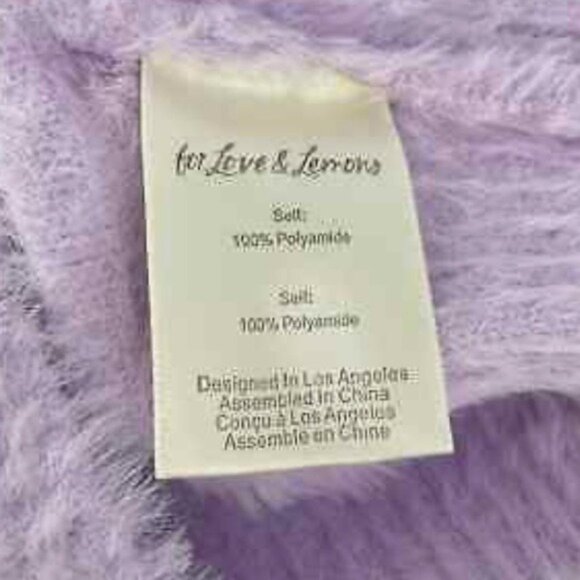 for Love & Lemons
Self:
100% Polyamide
Self:
100% Polyamide
Designed In Los Angeles
Assembled in China
Conçu à Los Angeles
Assemble en Chine